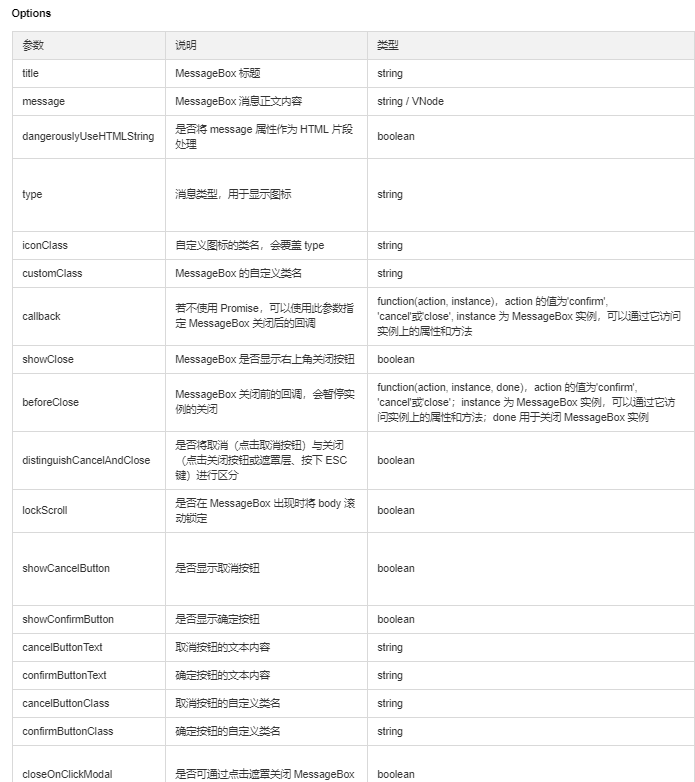 Options
参数 说明 类型
title MessageBox 标题 string
message MessageBox 消息正文内容 string / VNode
dangerouslyUseHTMLString 是否将 message 属性作为 HTML 片段 boolean
处理
type 消息类型，用于显示图标 string
iconClass 自定义图标的类名，会覆盖 type string
customClass MessageBox 的自定义类名 string
callback 若不使用 Promise，可以使用此参数指
定 MessageBox 关闭后的回调
function(action, instance)，action 的值为'confirm',
'cancel'或'close', instance 为 MessageBox 实例，可以通过它访问
实例上的属性和方法
showClose MessageBox 是否显示右上角关闭按钮 boolean
beforeClose MessageBox 关闭前的回调，会暂停实
例的关闭
function(action, instance, done)，action 的值为'confirm',
'cancel'或'close'；instance 为 MessageBox 实例，可以通过它访
问实例上的属性和方法；done 用于关闭 MessageBox 实例
distinguishCancelAndClose 是否将取消（点击取消按钮）与关闭
（点击关闭按钮或遮罩层、按下 ESC
键）进行区分
boolean
lockScroll 是否在 MessageBox 出现时将 body 滚
动锁定
boolean
showCancelButton 是否显示取消按钮 boolean
showConfirmButton 是否显示确定按钮 boolean
cancelButtonText 取消按钮的文本内容 string
confirmButtonText 确定按钮的文本内容 string
cancelButtonClass 取消按钮的自定义类名 string
confirmButtonClass 确定按钮的自定义类名 string
closeOnClickModal 是否可通过点击遮罩关闭 MessageBox boolean